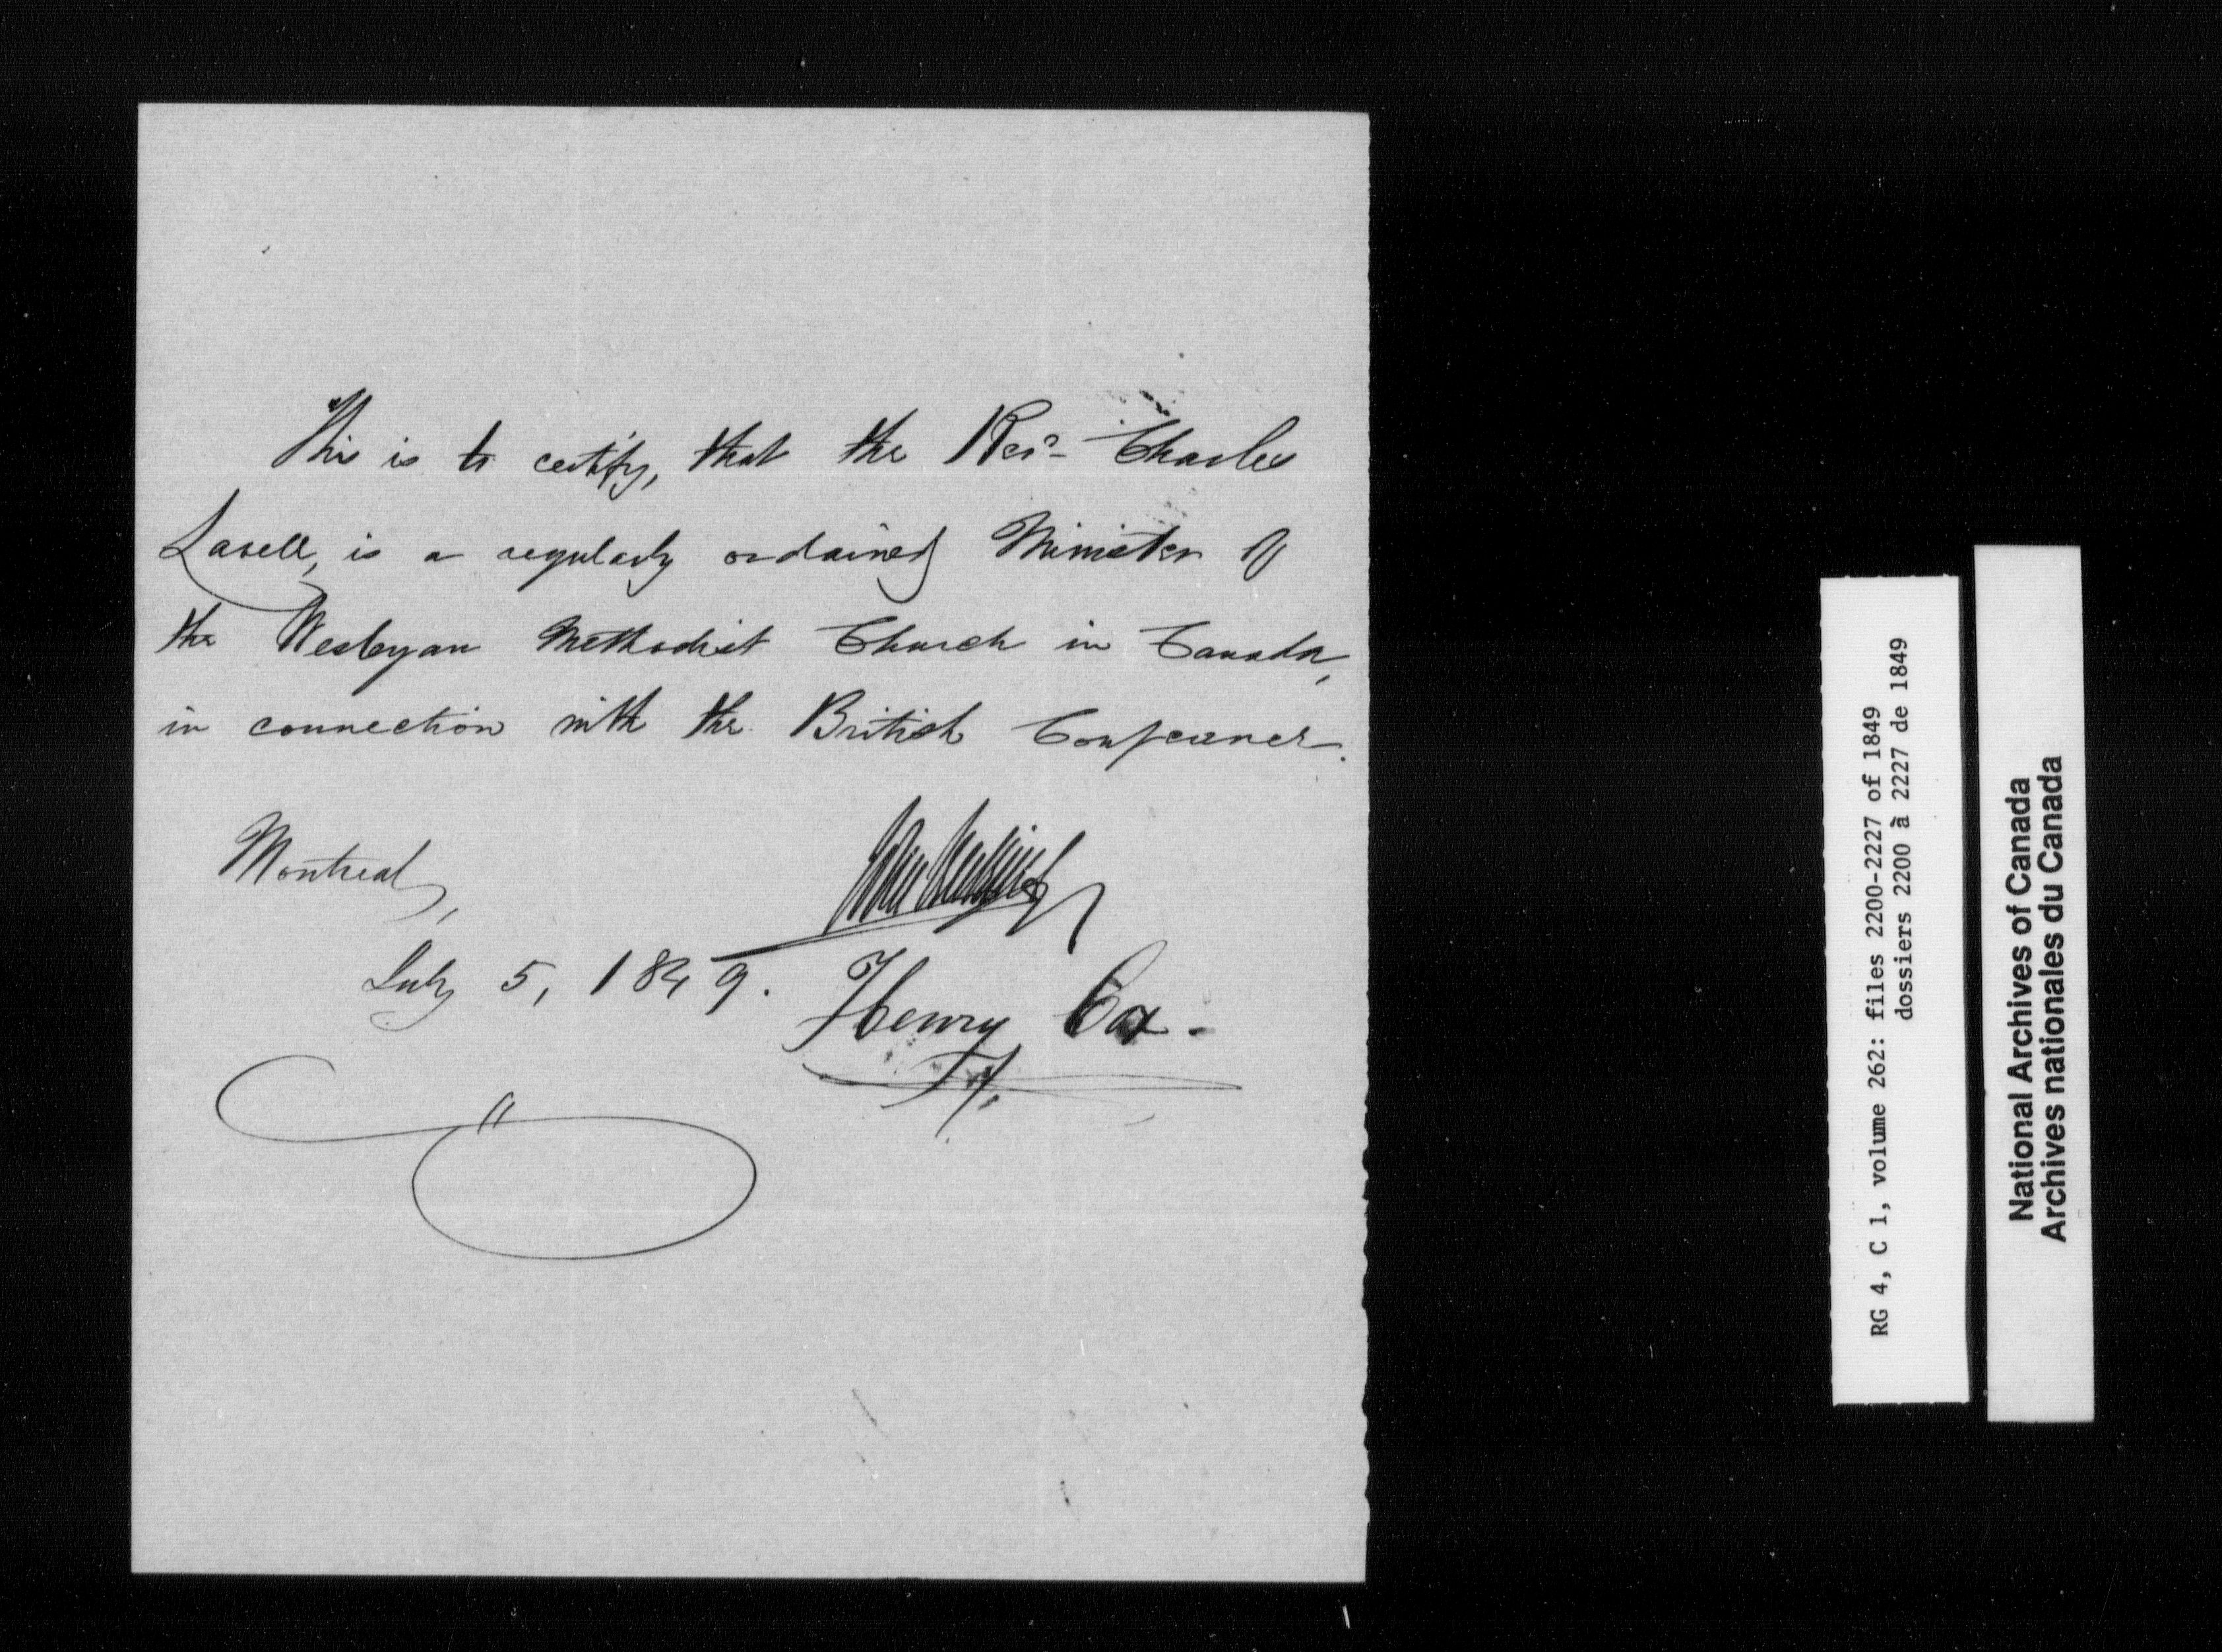 This is to certify, that the Revd. Charles
Lavell, is a regularly ordained Minister of
the Wesleyan Methodist Church in Canada,
in connection with the British Conference.
Montreal,
July 5, 1849.
Henry Cox.
RG 4, C 1, volume 262: files 2200-2227 of 1849
dossiers 2200 à 2227 de 1849
National Archives of Canada
Archives nationales du Canada